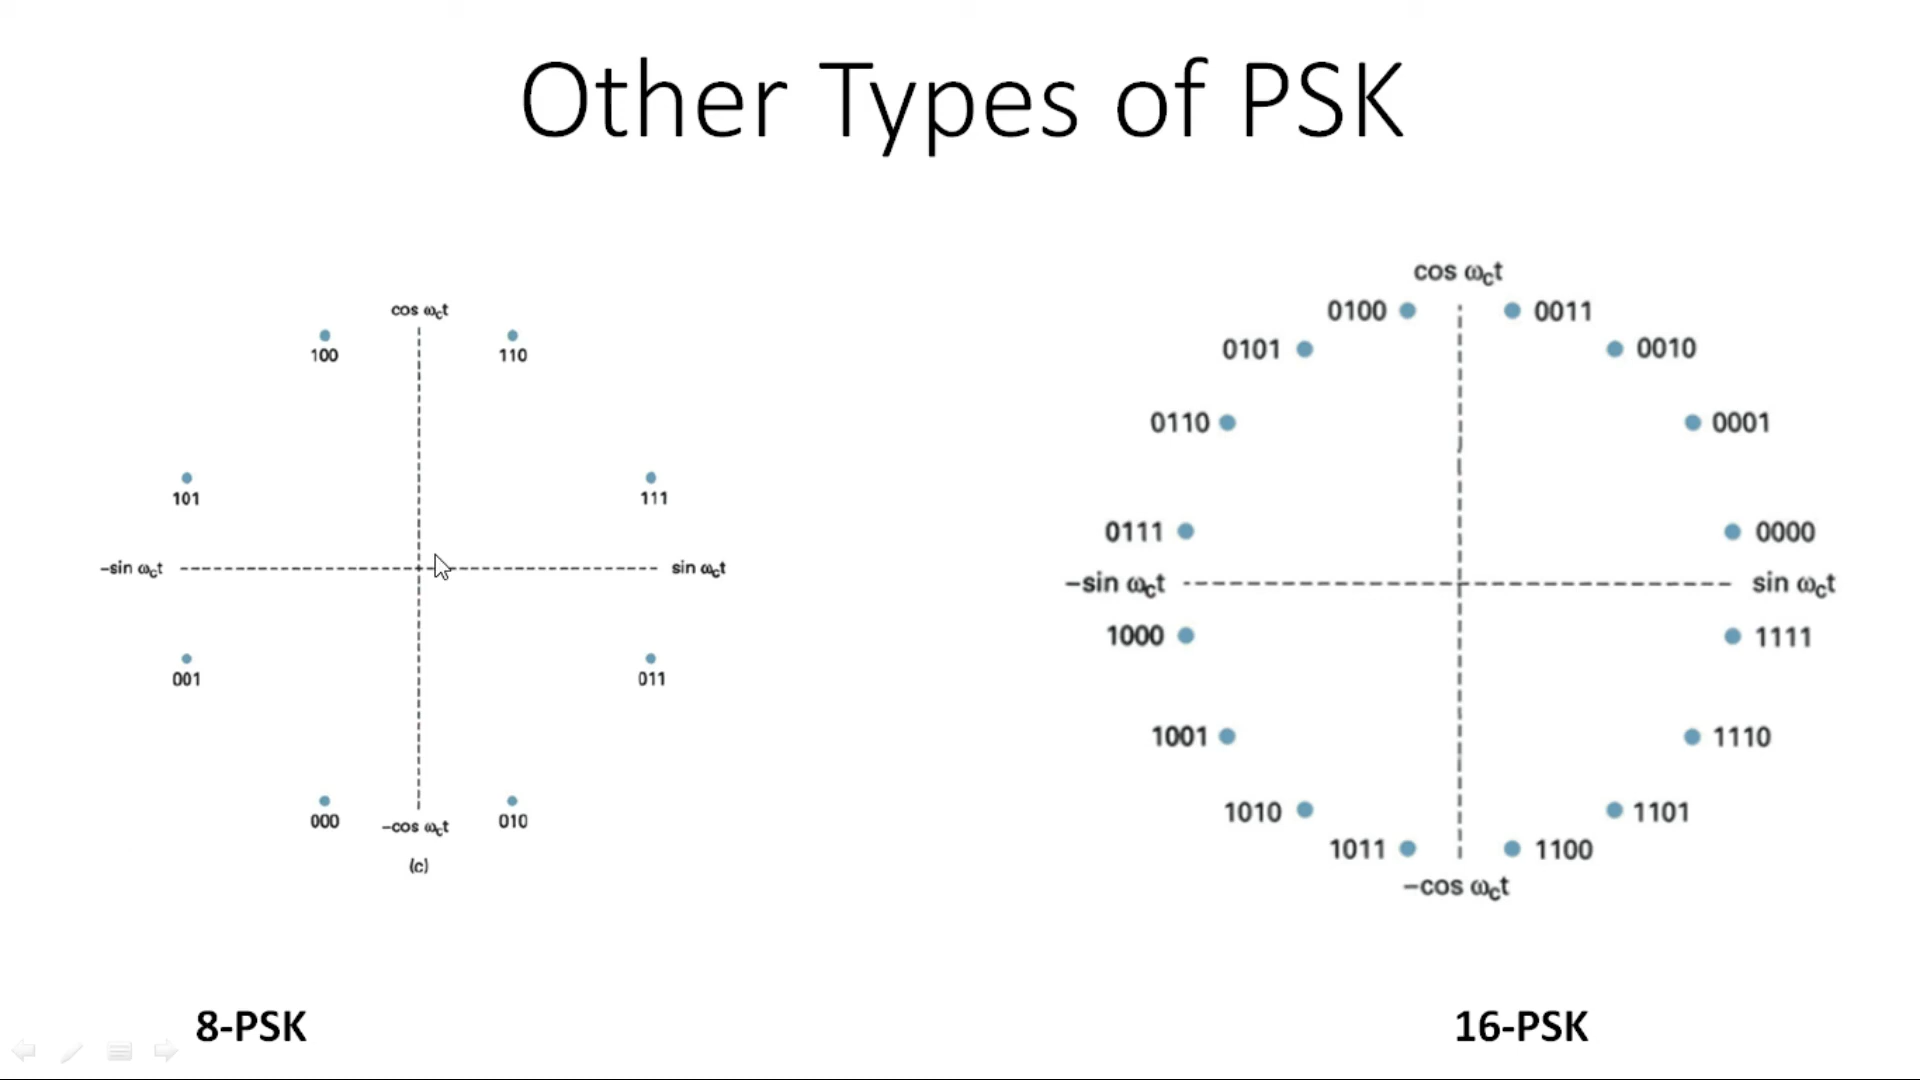 Other Types of PSK
cos ωct
100
110
101
111
–sin ωct
sin ωct
001
011
000
–cos ωct
010
(c)
8-PSK
cos ωct
0100
0011
0101
0010
0110
0001
0111
0000
–sin ωct
sin ωct
1000
1111
1001
1110
1010
1101
1011
1100
–cos ωct
16-PSK